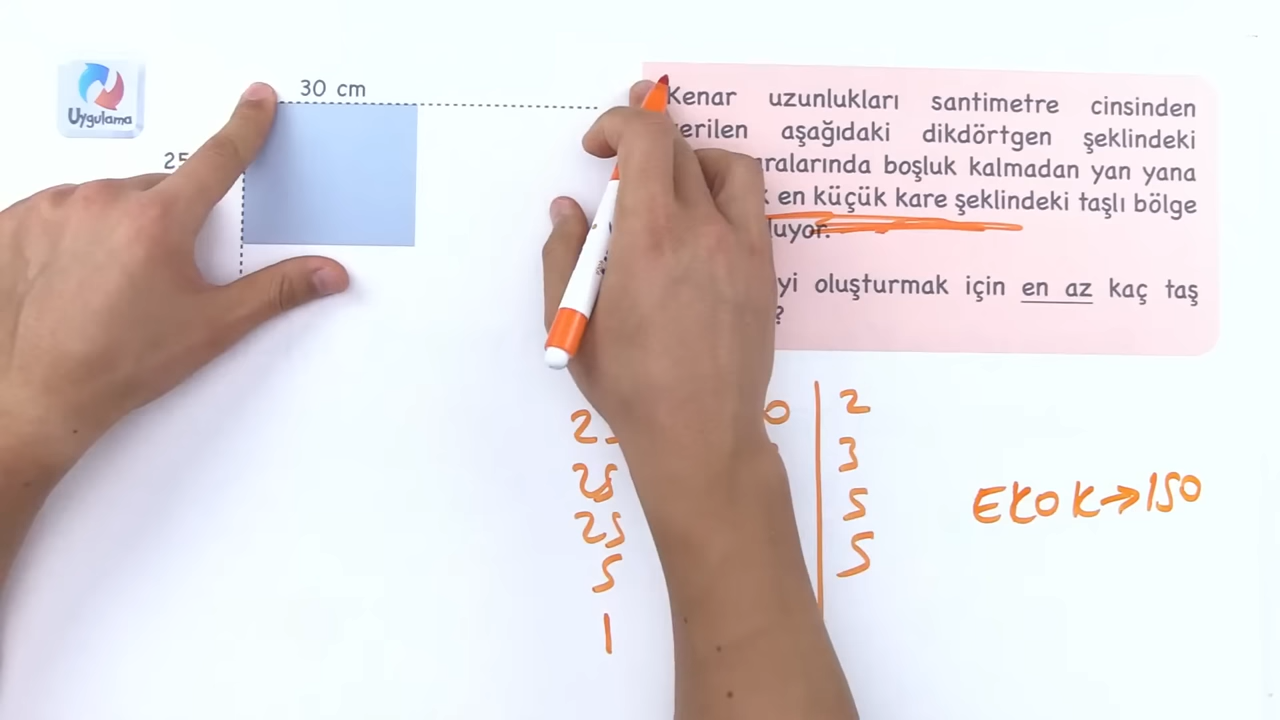 Uygulama
30 cm
25
Kenar uzunlukları santimetre cinsinden
verilen aşağıdaki dikdörtgen şeklindeki
aralarında boşluk kalmadan yan yana
en küçük kare şeklindeki taşlı bölge
en az kaç taş
oluşturmak için
?
2
25 3
25 5
5 5
1
EKOK→150